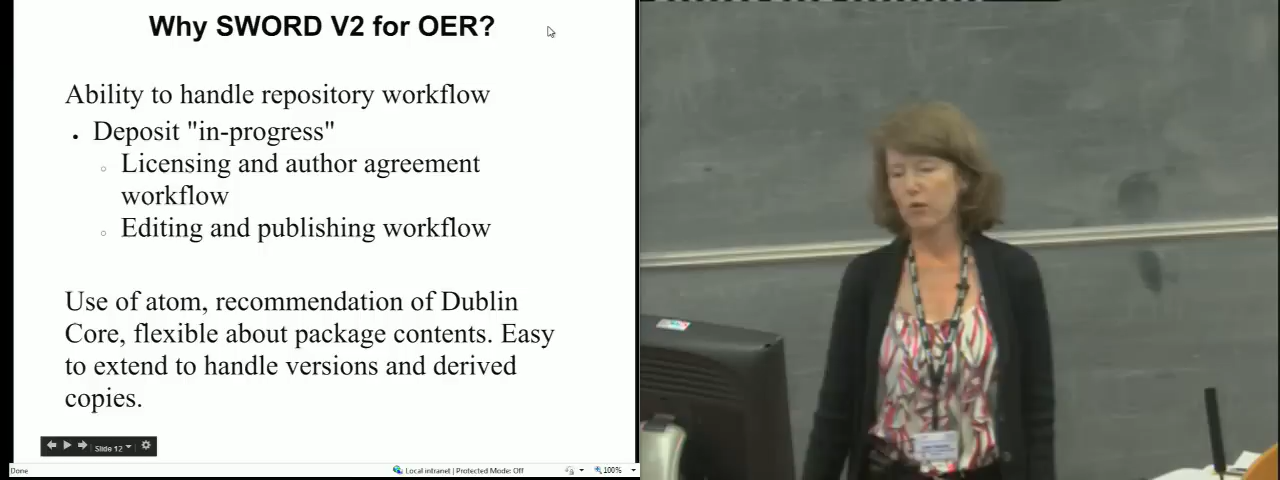 Why SWORD V2 for OER?
Ability to handle repository workflow
Deposit "in-progress"
Licensing and author agreement
workflow
Editing and publishing workflow
Use of atom, recommendation of Dublin
Core, flexible about package contents. Easy
to extend to handle versions and derived
copies.
Slide 12
Done
Local intranet | Protected Mode: Off
100%